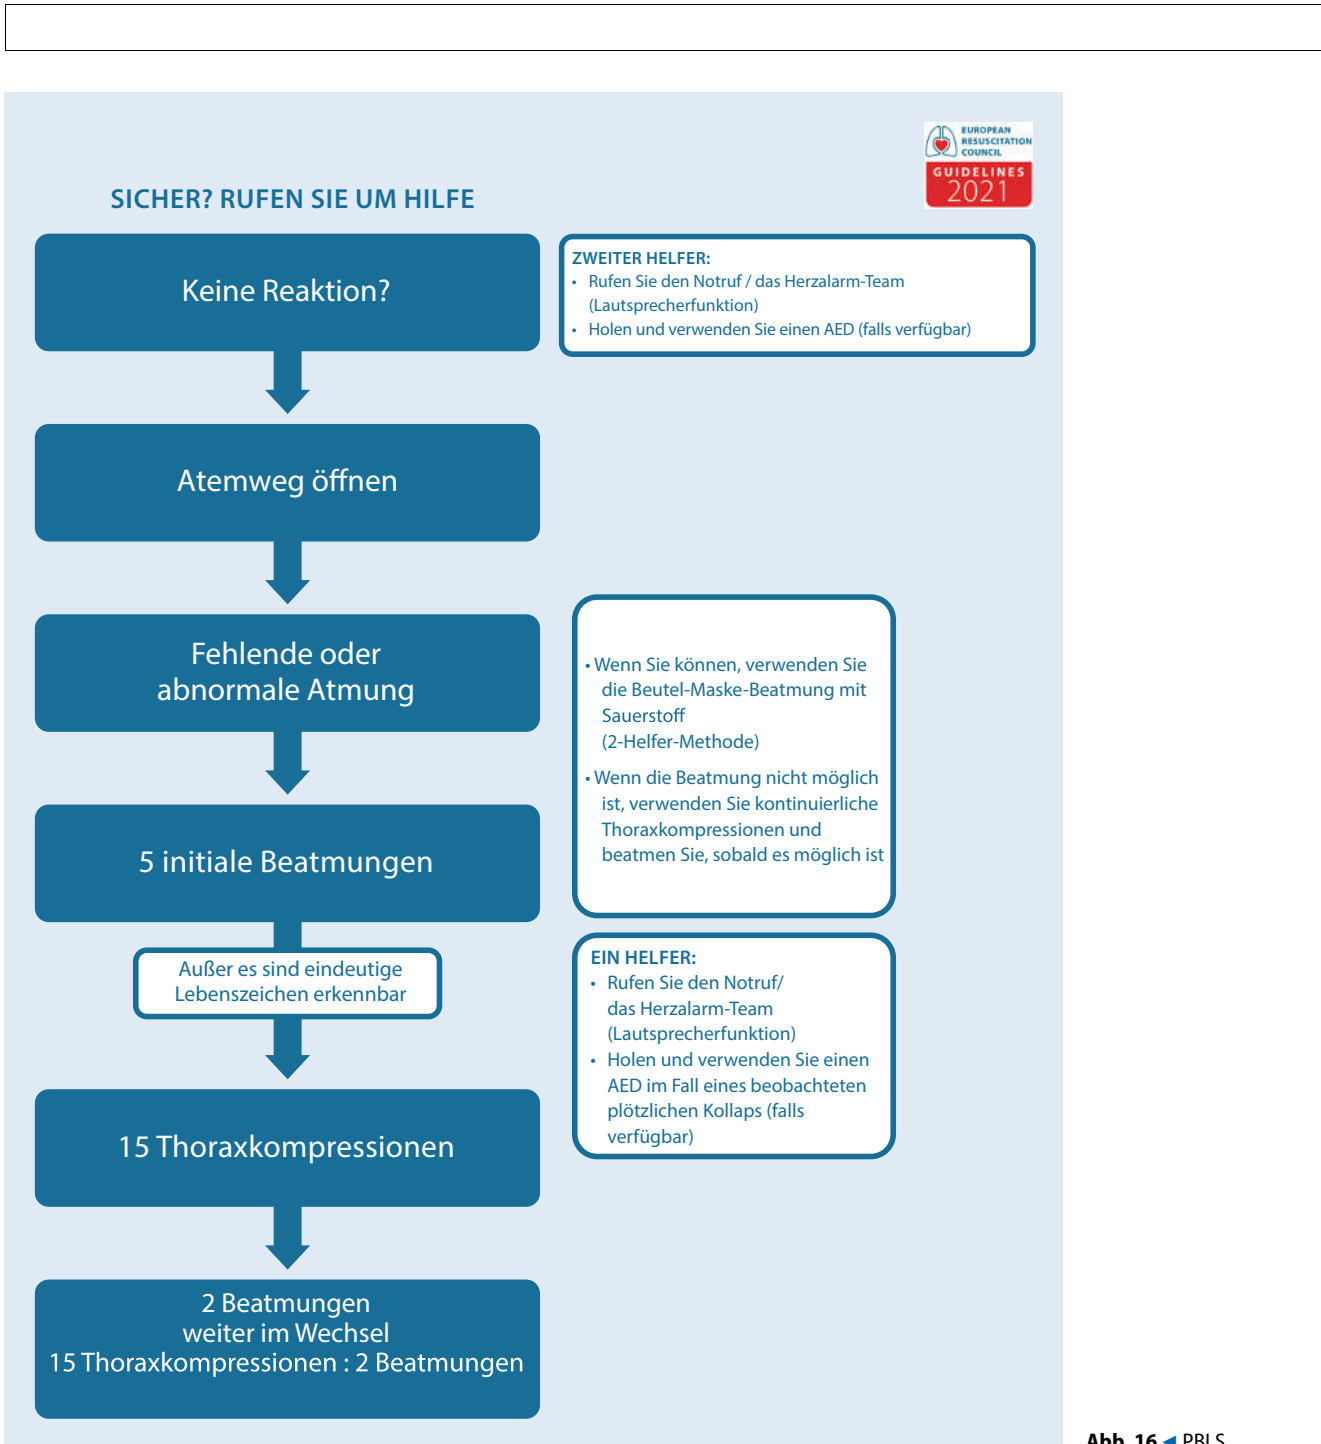 EUROPEAN
RESUSCITATION
COUNCIL
GUIDELINES
2021
SICHER? RUFEN SIE UM HILFE
Keine Reaktion?
ZWEITER HELFER:
• Rufen Sie den Notruf / das Herzalarm-Team
(Lautsprecherfunktion)
• Holen und verwenden Sie einen AED (falls verfügbar)
Atemweg öffnen
Fehlende oder
abnormale Atmung
• Wenn Sie können, verwenden Sie
die Beutel-Maske-Beatmung mit
Sauerstoff
(2-Helfer-Methode)
• Wenn die Beatmung nicht möglich
ist, verwenden Sie kontinuierliche
Thoraxkompressionen und
beatmen Sie, sobald es möglich ist
5 initiale Beatmungen
Außer es sind eindeutige
Lebenszeichen erkennbar
EIN HELFER:
• Rufen Sie den Notruf/
das Herzalarm-Team
(Lautsprecherfunktion)
• Holen und verwenden Sie einen
AED im Fall eines beobachteten
plötzlichen Kollaps (falls
verfügbar)
15 Thoraxkompressionen
2 Beatmungen
weiter im Wechsel
15 Thoraxkompressionen : 2 Beatmungen
Abb. 16 ◄ PBLS